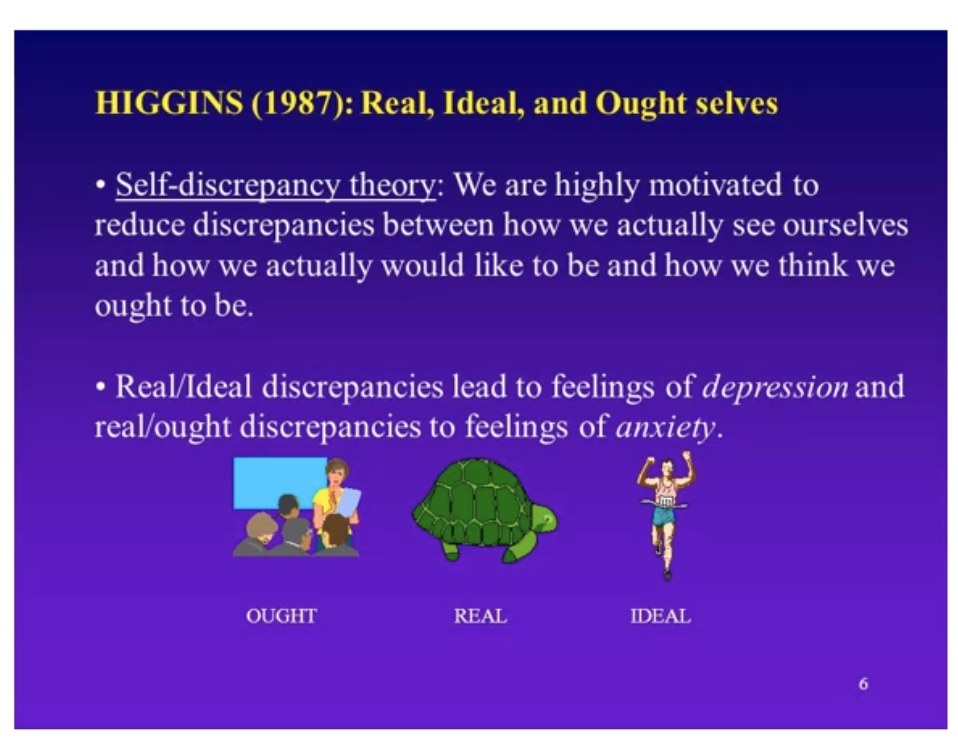 HIGGINS (1987): Real, Ideal, and Ought selves
• Self-discrepancy theory: We are highly motivated to
reduce discrepancies between how we actually see ourselves
and how we actually would like to be and how we think we
ought to be.
• Real/Ideal discrepancies lead to feelings of depression and
real/ought discrepancies to feelings of anxiety.
OUGHT REAL IDEAL
6